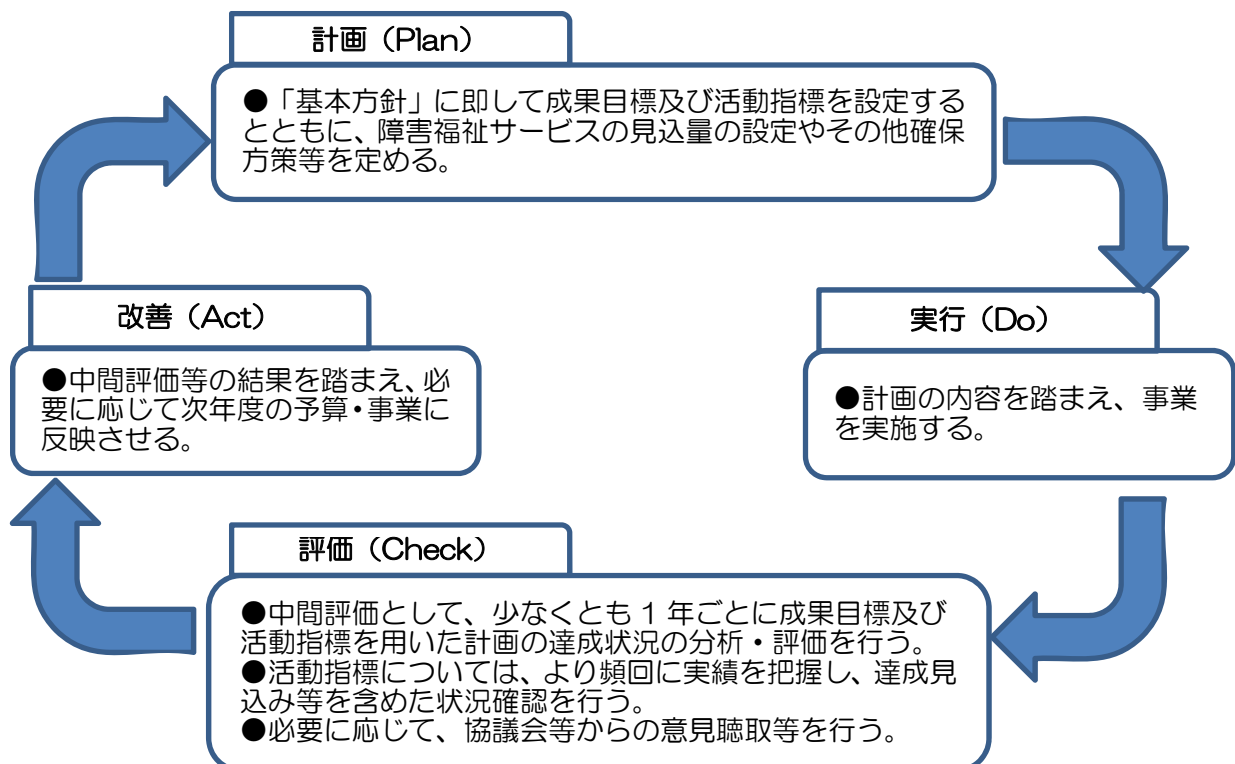 計画（Plan）
●「基本方針」に即して成果目標及び活動指標を設定する
とともに、障害福祉サービスの見込量の設定やその他確保
方策等を定める。
改善（Act）
●中間評価等の結果を踏まえ、必
要に応じて次年度の予算・事業に
反映させる。
実行（Do）
●計画の内容を踏まえ、事業
を実施する。
評価（Check）
●中間評価として、少なくとも 1 年ごとに成果目標及び
活動指標を用いた計画の達成状況の分析・評価を行う。
●活動指標については、より頻回に実績を把握し、達成見
込み等を含めた状況確認を行う。
●必要に応じて、協議会等からの意見聴取等を行う。